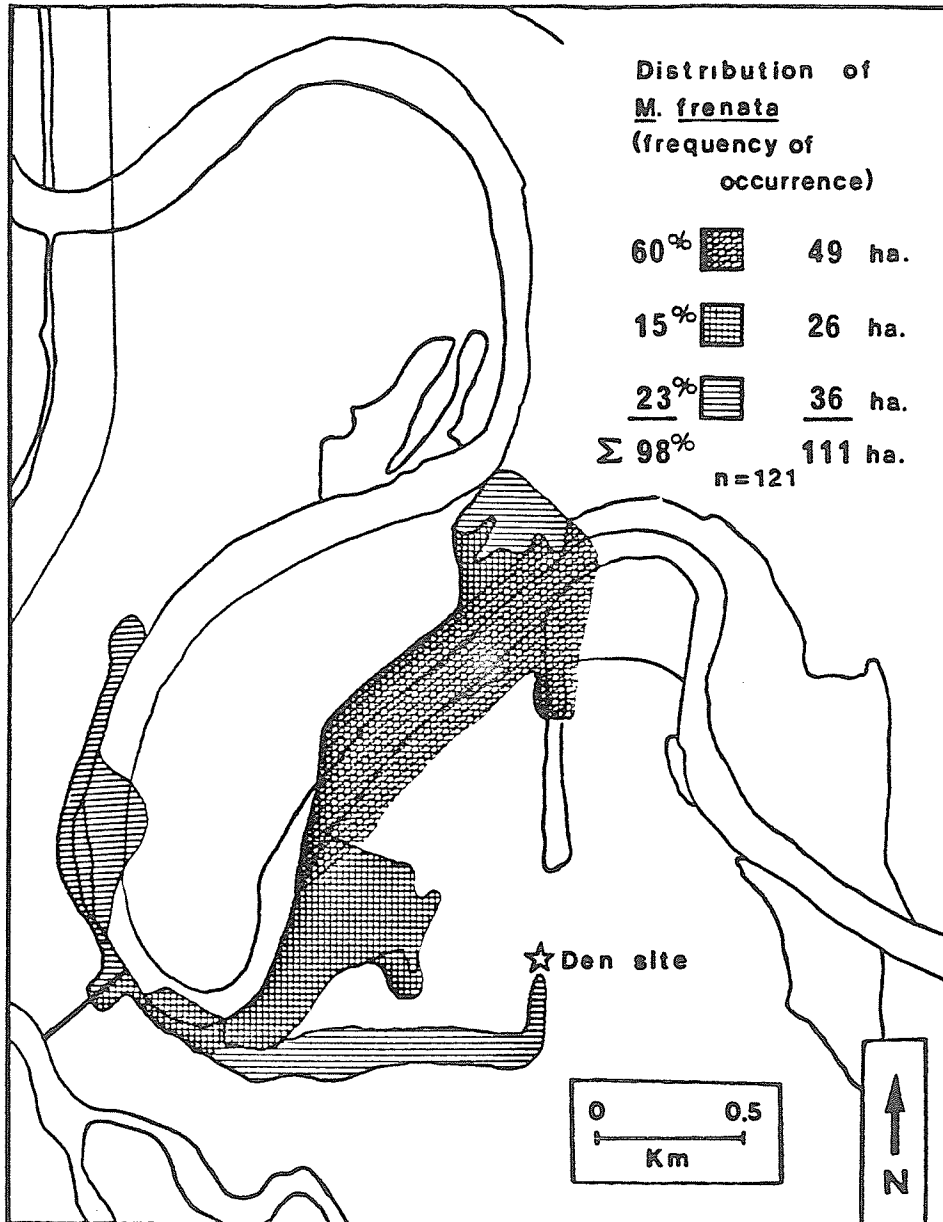 Distribution of
M. frenata
(frequency of
occurrence)
60% 49 ha.
15% 26 ha.
23% 36 ha.
Σ 98% 111 ha.
n=121
Den site
0 0.5
Km
N